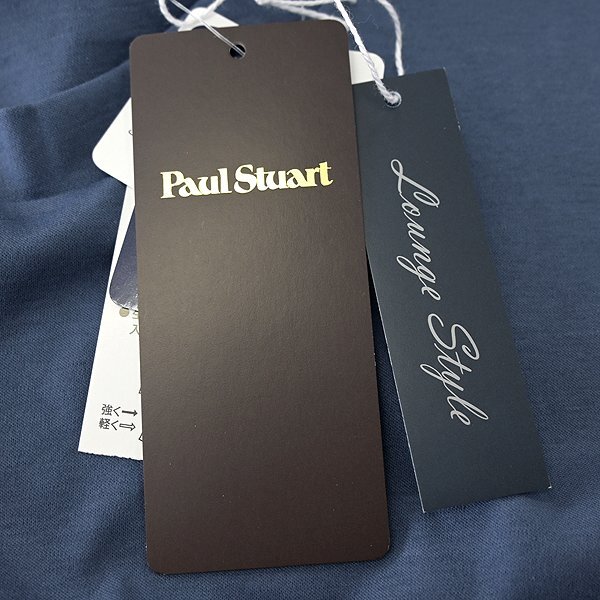 Paul Stuart
Lounge Style
強く
軽く